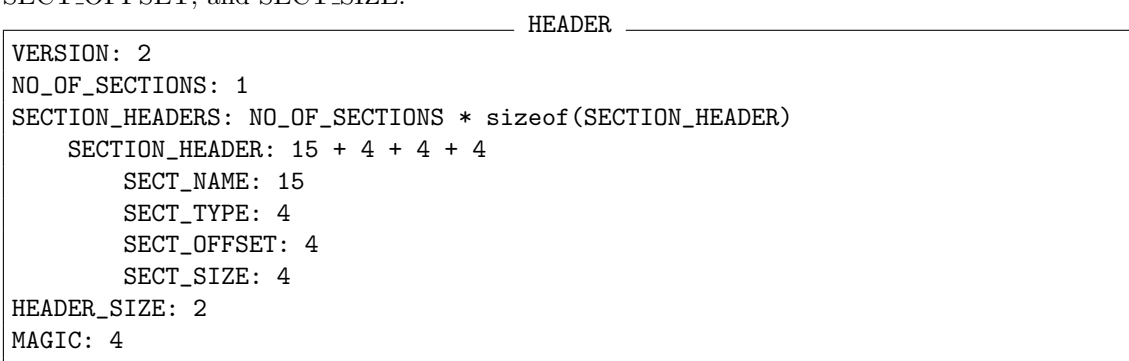 SECT_OFFSET, and SECT_SIZE.
HEADER
VERSION: 2
NO_OF_SECTIONS: 1
SECTION_HEADERS: NO_OF_SECTIONS * sizeof(SECTION_HEADER)
SECTION_HEADER: 15 + 4 + 4 + 4
SECT_NAME: 15
SECT_TYPE: 4
SECT_OFFSET: 4
SECT_SIZE: 4
HEADER_SIZE: 2
MAGIC: 4